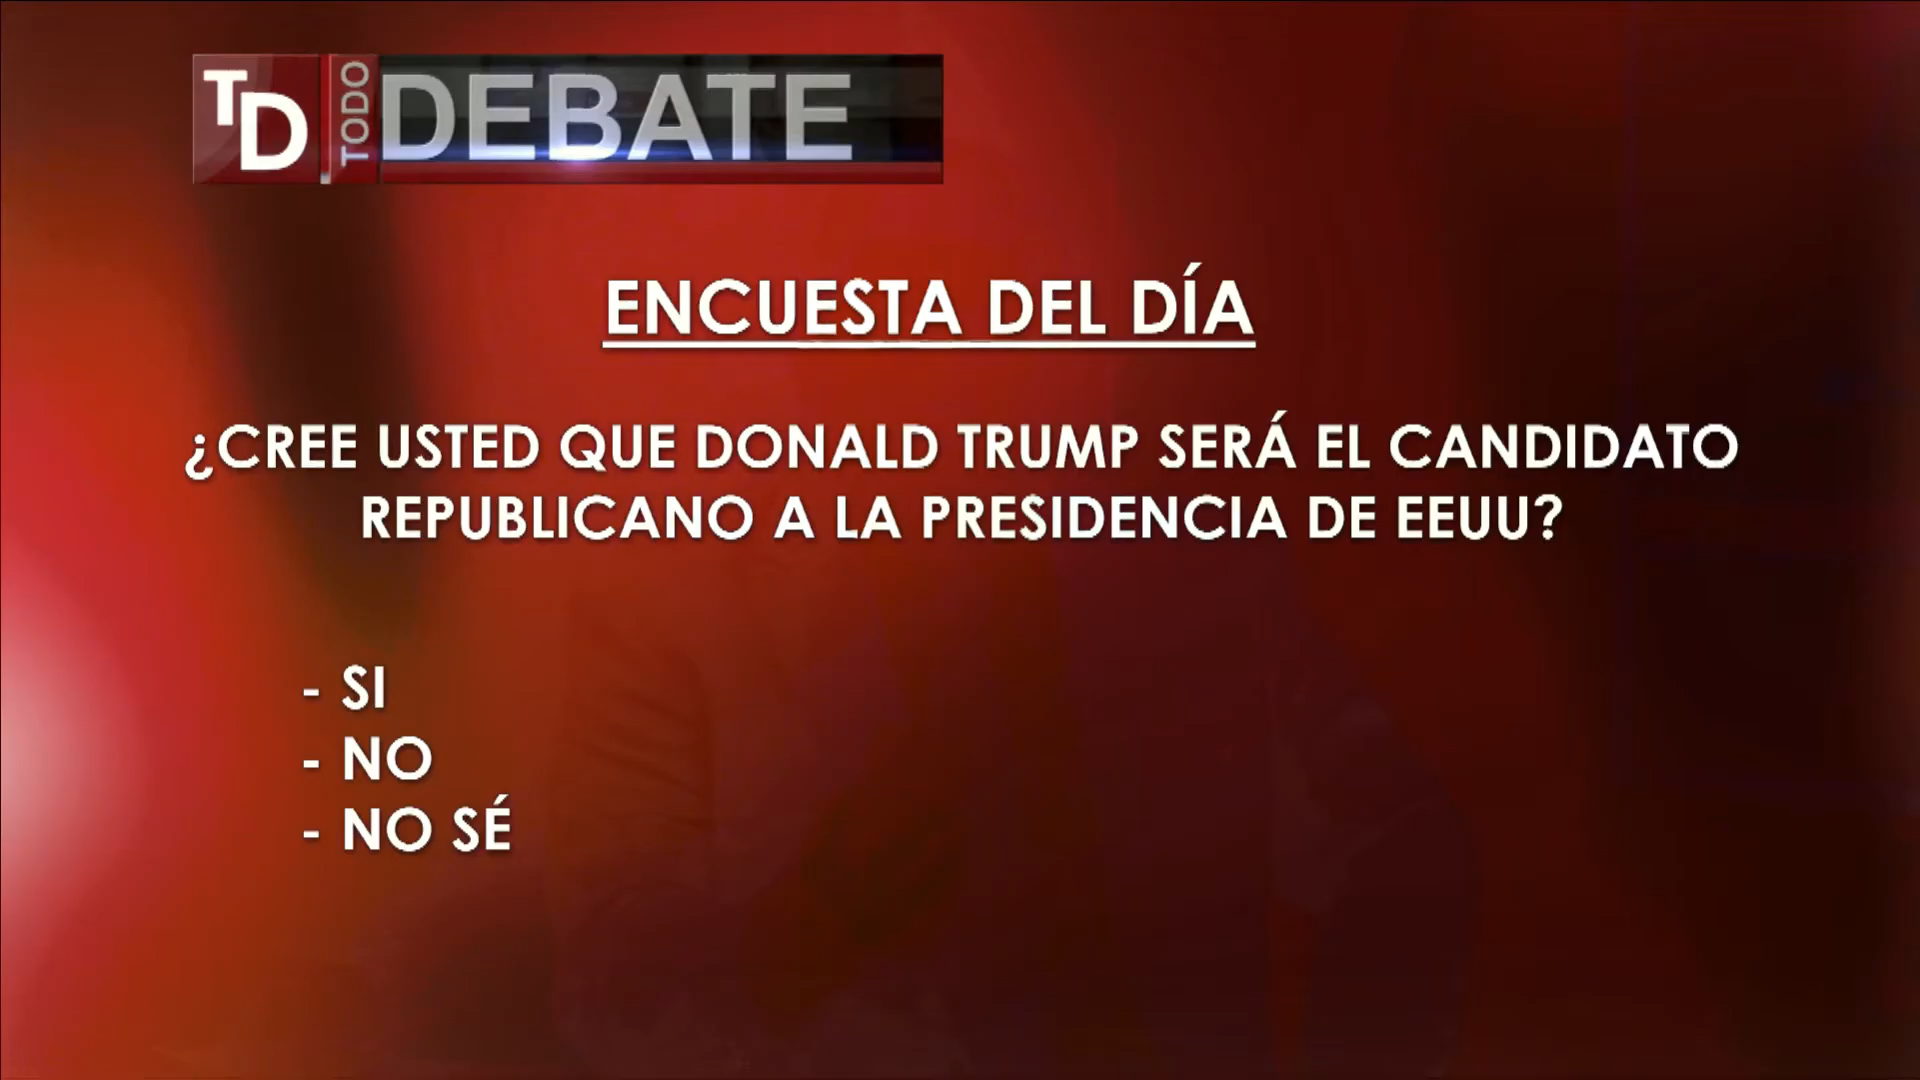 TD TODO DEBATE
ENCUESTA DEL DÍA
¿CREE USTED QUE DONALD TRUMP SERÁ EL CANDIDATO
REPUBLICANO A LA PRESIDENCIA DE EEUU?
- SI
- NO
- NO SÉ